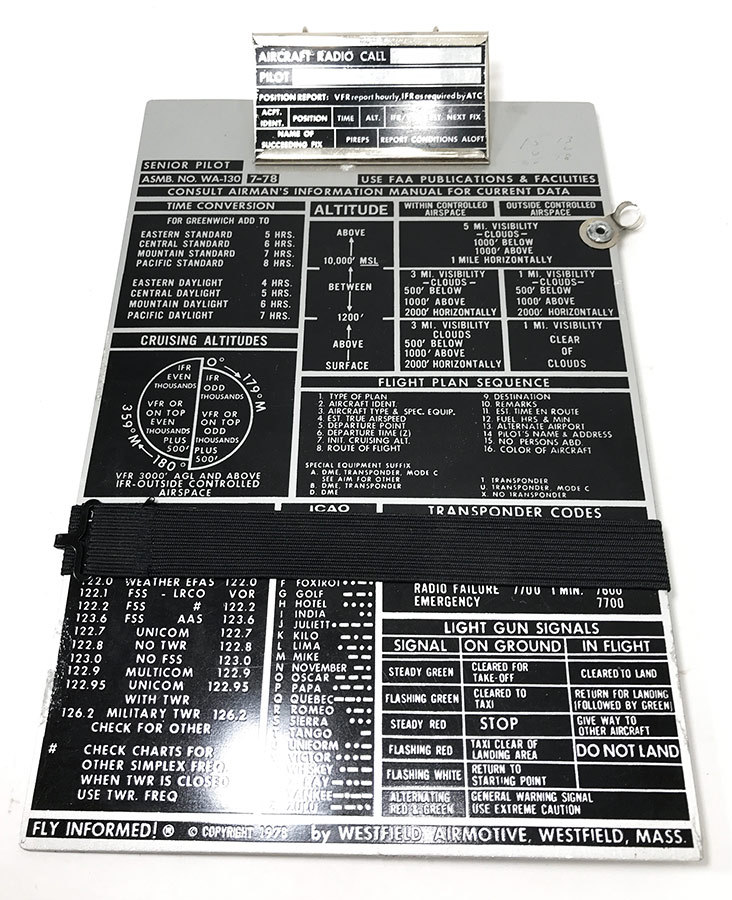 AIRCRAFT RADIO CALL
PILOT
POSITION REPORT: VFR report hourly, IFR as required by ATC
ACFT. IDENT. POSITION TIME ALT. IFR/ EST. NEXT FIX
NAME OF SUCCEEDING FIX PIREPS REPORT CONDITIONS ALOFT
SENIOR PILOT
ASMB. NO. WA-130 7-78 USE FAA PUBLICATIONS & FACILITIES
CONSULT AIRMAN'S INFORMATION MANUAL FOR CURRENT DATA
TIME CONVERSION
FOR GREENWICH ADD TO
EASTERN STANDARD 5 HRS.
CENTRAL STANDARD 6 HRS.
MOUNTAIN STANDARD 7 HRS.
PACIFIC STANDARD 8 HRS.
EASTERN DAYLIGHT 4 HRS.
CENTRAL DAYLIGHT 5 HRS.
MOUNTAIN DAYLIGHT 6 HRS.
PACIFIC DAYLIGHT 7 HRS.
ALTITUDE
WITHIN CONTROLLED AIRSPACE
OUTSIDE CONTROLLED AIRSPACE
ABOVE
10,000' MSL
BETWEEN
1200'
ABOVE
SURFACE
5 MI. VISIBILITY
-CLOUDS-
1000' BELOW
1000' ABOVE
1 MILE HORIZONTALLY
3 MI. VISIBILITY
-CLOUDS-
500' BELOW
1000' ABOVE
2000' HORIZONTALLY
1 MI. VISIBILITY
-CLOUDS-
500' BELOW
1000' ABOVE
2000' HORIZONTALLY
3 MI. VISIBILITY
CLOUDS
500' BELOW
1000' ABOVE
2000' HORIZONTALLY
1 MI. VISIBILITY
CLEAR
OF
CLOUDS
CRUISING ALTITUDES
IFR
EVEN
THOUSANDS
VFR OR
ON TOP
EVEN
THOUSANDS
PLUS
500'
IFR
ODD
THOUSANDS
VFR OR
ON TOP
ODD
THOUSANDS
PLUS
500'
0°
179°M
180°
359°M
VFR 3000' AGL AND ABOVE
IFR-OUTSIDE CONTROLLED
AIRSPACE
FLIGHT PLAN SEQUENCE
1. TYPE OF PLAN
2. AIRCRAFT IDENT.
3. AIRCRAFT TYPE & SPEC. EQUIP.
4. EST. TRUE AIRSPEED
5. DEPARTURE POINT
6. DEPARTURE TIME (Z)
7. INIT. CRUISING ALT.
8. ROUTE OF FLIGHT
9. DESTINATION
10. REMARKS
11. EST. TIME EN ROUTE
12. FUEL HRS & MIN
13. ALTERNATE AIRPORT
14. PILOT'S NAME & ADDRESS
15. NO PERSONS ABD.
16. COLOR OF AIRCRAFT
SPECIAL EQUIPMENT SUFFIX
A. DME, TRANSPONDER, MODE C
SEE AIM FOR OTHER
B. DME, TRANSPONDER
D. DME
T. TRANSPONDER
U. TRANSPONDER, MODE C
X. NO TRANSPONDER
ICAO
TRANSPONDER CODES
RADIO FAILURE 7700 1 MIN. 7600
EMERGENCY 7700
122.0 WEATHER EFAS 122.0
122.1 FSS - LRCO VOR
122.2 FSS # 122.2
123.6 FSS AAS 123.6
122.7 UNICOM 122.7
122.8 NO TWR 122.8
123.0 NO FSS 123.0
122.9 MULTICOM 122.9
122.95 UNICOM 122.95
WITH TWR
126.2 MILITARY TWR 126.2
CHECK FOR OTHER
# CHECK CHARTS FOR
OTHER SIMPLEX FREQ
WHEN TWR IS CLOSED
USE TWR. FREQ
F FOXTROT
G GOLF
H HOTEL
I INDIA
J JULIETT
K KILO
L LIMA
M MIKE
N NOVEMBER
O OSCAR
P PAPA
Q QUEBEC
R ROMEO
S SIERRA
TANGO
UNIFORM
VICTOR
ZULU
LIGHT GUN SIGNALS
SIGNAL ON GROUND IN FLIGHT
STEADY GREEN CLEARED FOR TAKE-OFF CLEARED TO LAND
FLASHING GREEN CLEARED TO TAXI RETURN FOR LANDING (FOLLOWED BY GREEN)
STEADY RED STOP GIVE WAY TO OTHER AIRCRAFT
FLASHING RED TAXI CLEAR OF LANDING AREA DO NOT LAND
FLASHING WHITE RETURN TO STARTING POINT
ALTERNATING RED & GREEN GENERAL WARNING SIGNAL USE EXTREME CAUTION
FLY INFORMED!® © COPYRIGHT 1978 by WESTFIELD AIRMOTIVE, WESTFIELD, MASS.